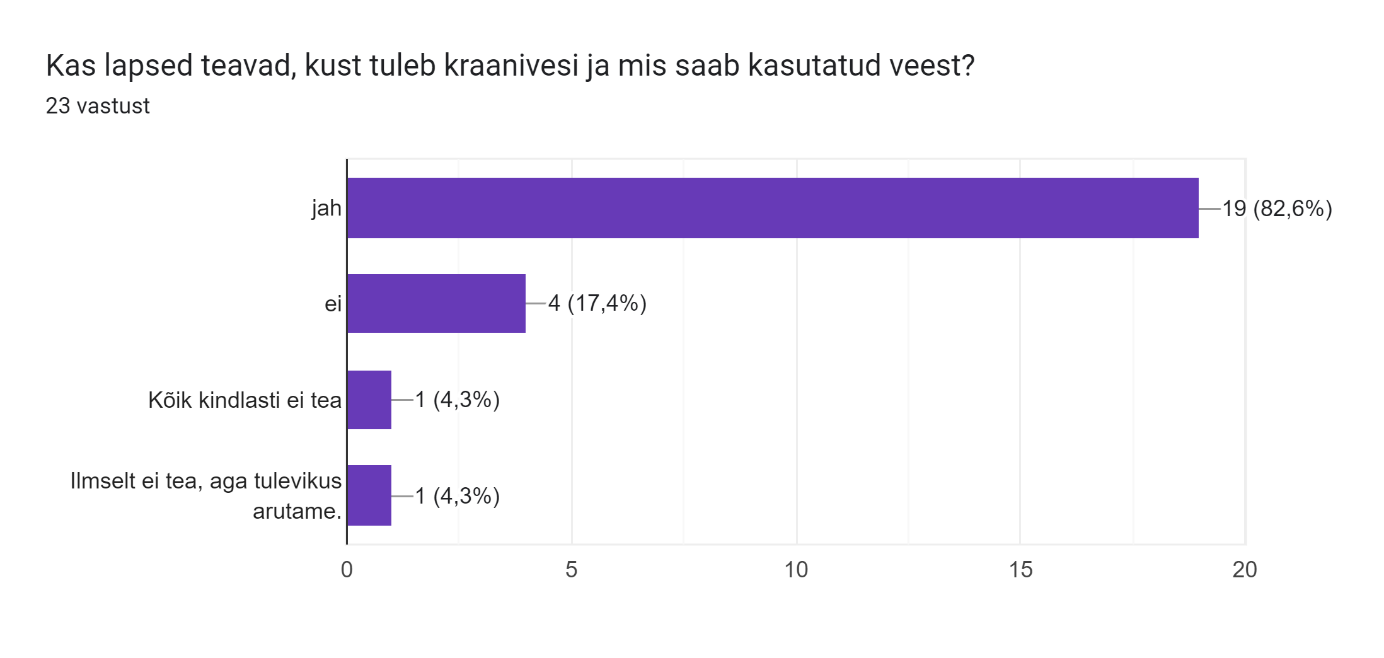 Kas lapsed teavad, kust tuleb kraanivesi ja mis saab kasutatud veest?
23 vastust
jah
19 (82,6%)
ei
4 (17,4%)
Kõik kindlasti ei tea
1 (4,3%)
Ilmselt ei tea, aga tulevikus
arutame.
1 (4,3%)
0
5
10
15
20